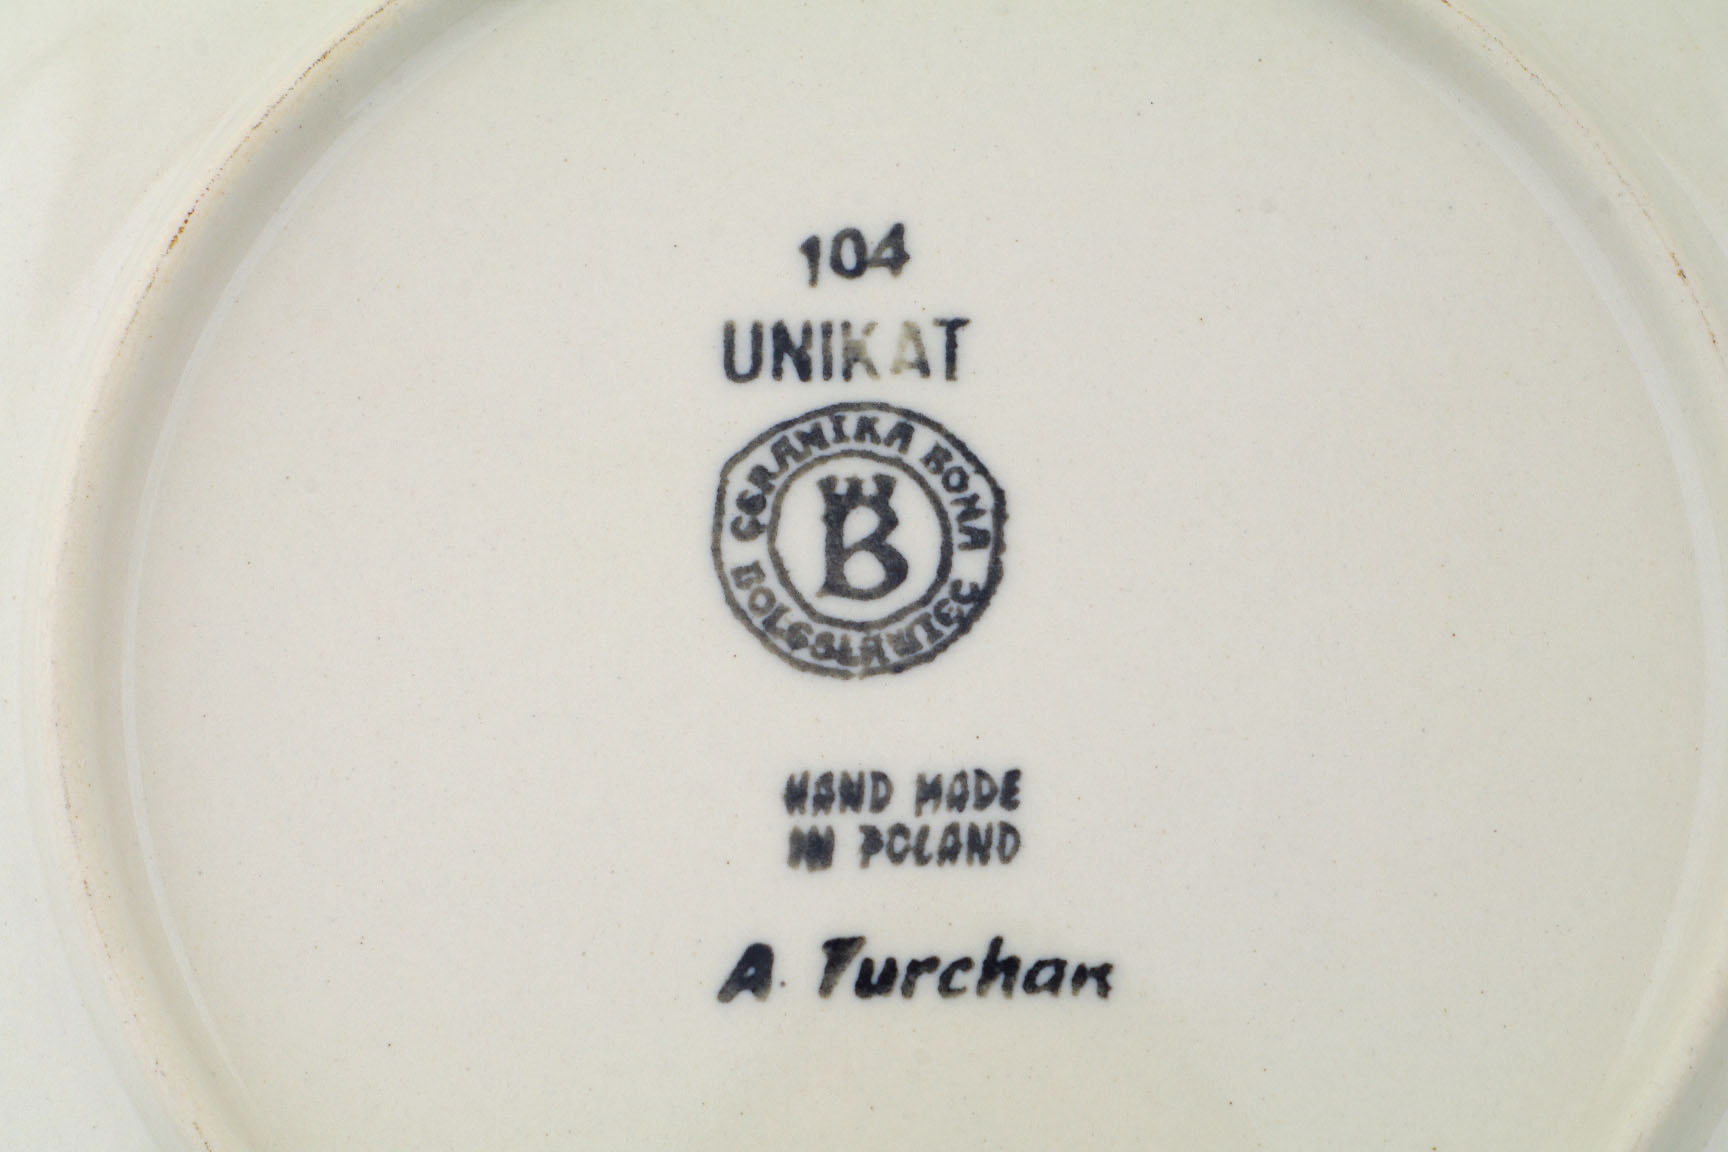 104
UNIKAT
CERAMIKA BONA
B
BOLESŁAWIEC
HAND MADE
IN POLAND
A. Turchan